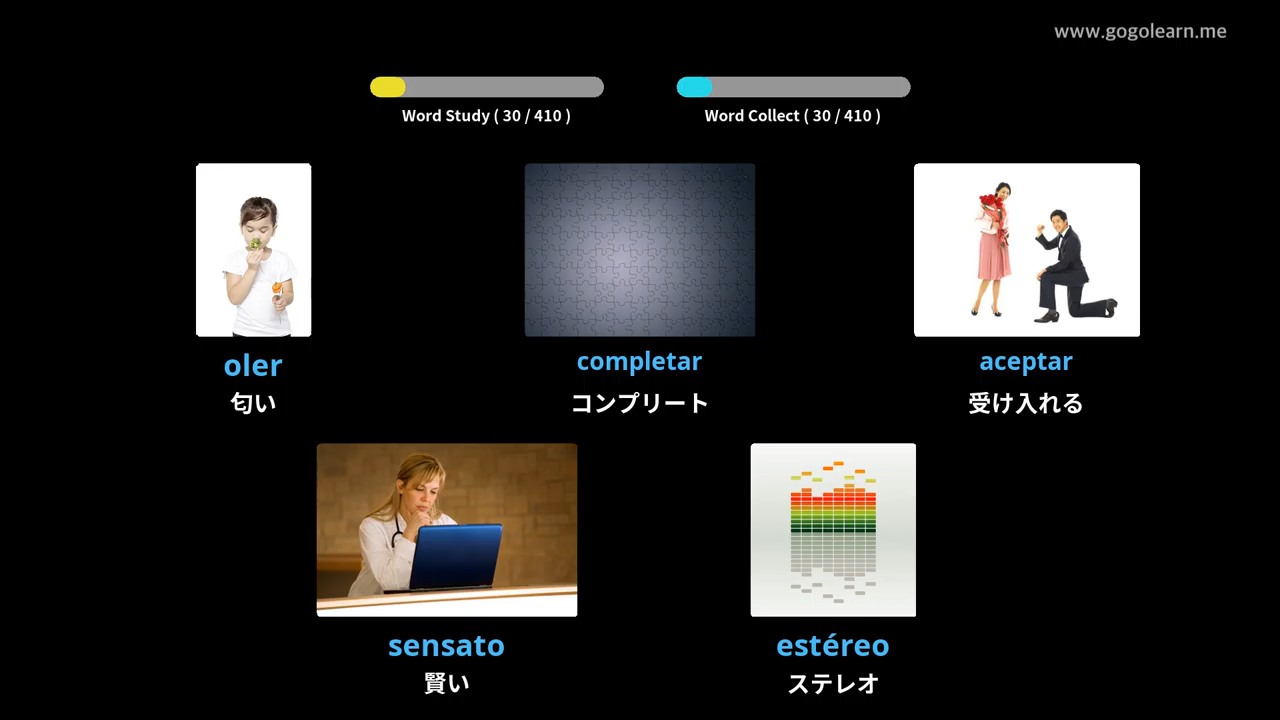 www.gogolearn.me
Word Study ( 30 / 410 )
Word Collect ( 30 / 410 )
oler
匂い
completar
コンプリート
aceptar
受け入れる
sensato
賢い
estéreo
ステレオ